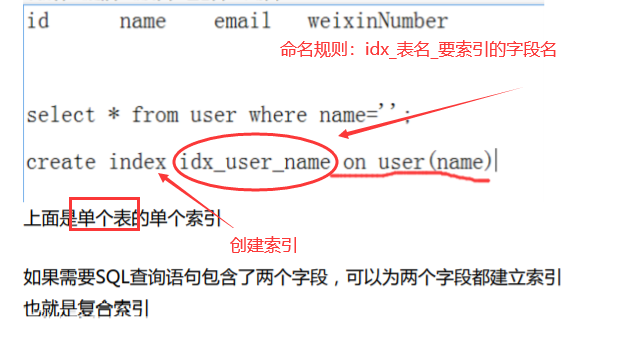 id name email weixinNumber
命名规则：idx_表名_要索引的字段名
select * from user where name='';
create index idx_user_name on user(name)
上面是单个表的单个索引
创建索引
如果需要SQL查询语句包含了两个字段，可以为两个字段都建立索引
也就是复合索引